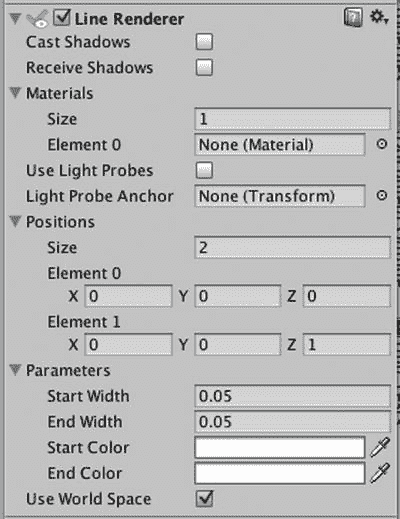 Line Renderer
Cast Shadows
Receive Shadows
Materials
Size 1
Element 0 None (Material)
Use Light Probes
Light Probe Anchor None (Transform)
Positions
Size 2
Element 0
X 0 Y 0 Z 0
Element 1
X 0 Y 0 Z 1
Parameters
Start Width 0.05
End Width 0.05
Start Color
End Color
Use World Space